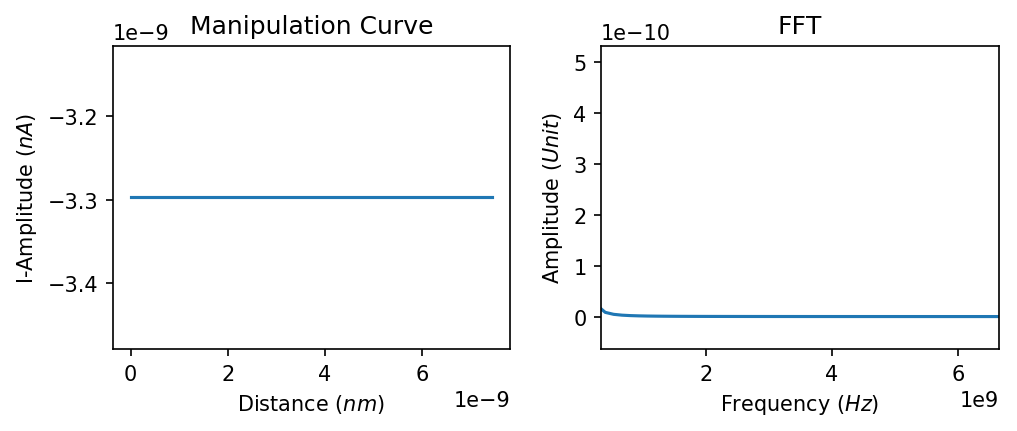 Manipulation Curve
1e−9
I-Amplitude (nA)
−3.2
−3.3
−3.4
0 2 4 6
1e−9
Distance (nm)
FFT
1e−10
Amplitude (Unit)
5
4
3
2
1
0
2 4 6
1e9
Frequency (Hz)